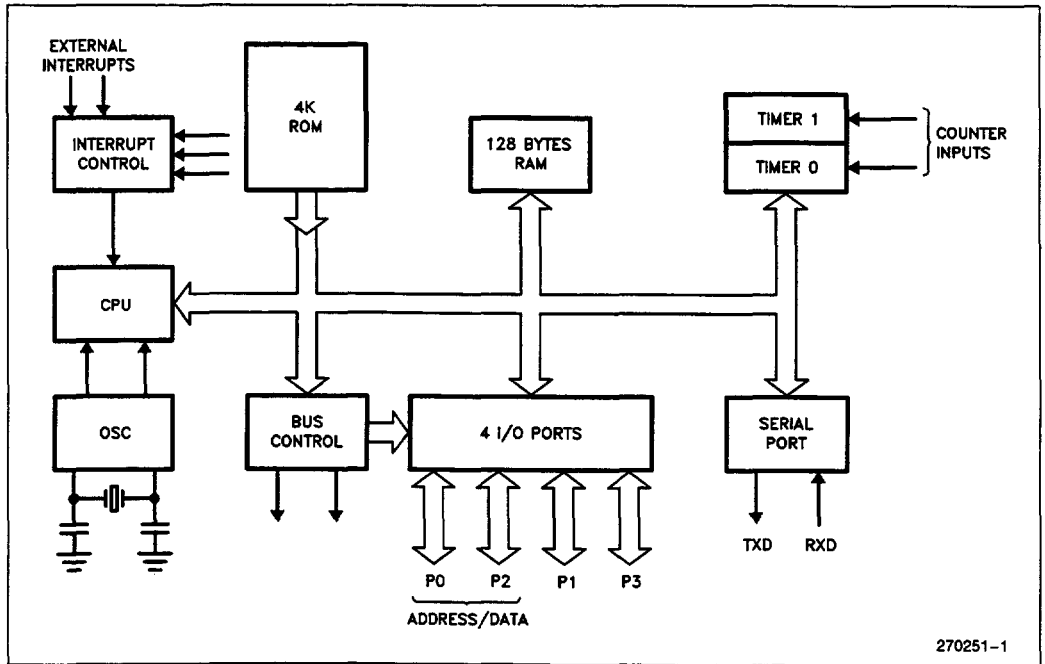 EXTERNAL
INTERRUPTS
INTERRUPT
CONTROL
4K
ROM
128 BYTES
RAM
TIMER 1
TIMER 0
COUNTER
INPUTS
CPU
OSC
BUS
CONTROL
4 I/O PORTS
SERIAL
PORT
TXD RXD
P0 P2 P1 P3
ADDRESS/DATA
270251-1